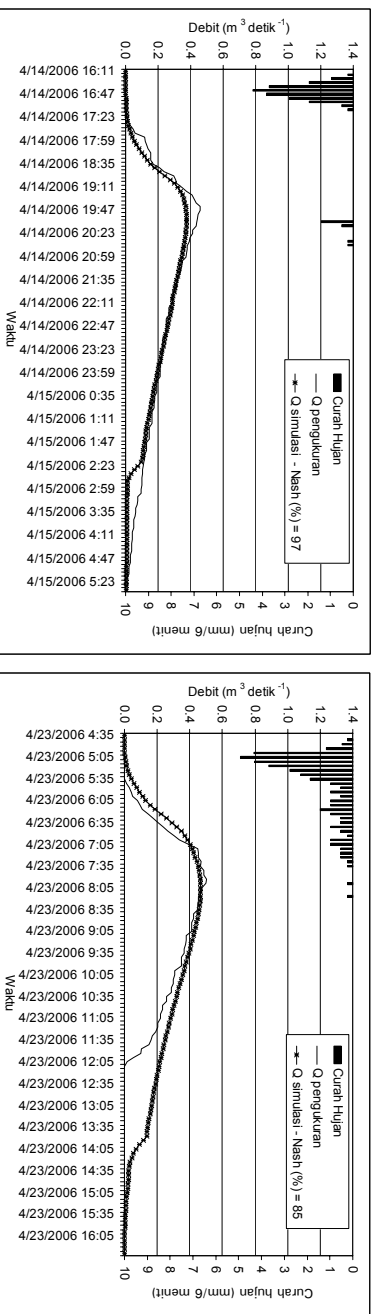 Debit (m³ detik⁻¹)
0.0 0.2 0.4 0.6 0.8 1.0 1.2 1.4
4/14/2006 16:11
4/14/2006 16:47
4/14/2006 17:23
4/14/2006 17:59
4/14/2006 18:35
4/14/2006 19:11
4/14/2006 19:47
4/14/2006 20:23
4/14/2006 20:59
4/14/2006 21:35
4/14/2006 22:11
4/14/2006 22:47
4/14/2006 23:23
4/14/2006 23:59
4/15/2006 0:35
4/15/2006 1:11
4/15/2006 1:47
4/15/2006 2:23
4/15/2006 2:59
4/15/2006 3:35
4/15/2006 4:11
4/15/2006 4:47
4/15/2006 5:23
Waktu
Curah Hujan
Q pengukuran
Q simulasi - Nash (%) = 97
10 9 8 7 6 5 4 3 2 1 0
Curah hujan (mm/6 menit)
Debit (m³ detik⁻¹)
0.0 0.2 0.4 0.6 0.8 1.0 1.2 1.4
4/23/2006 4:35
4/23/2006 5:05
4/23/2006 5:35
4/23/2006 6:05
4/23/2006 6:35
4/23/2006 7:05
4/23/2006 7:35
4/23/2006 8:05
4/23/2006 8:35
4/23/2006 9:05
4/23/2006 9:35
4/23/2006 10:05
4/23/2006 10:35
4/23/2006 11:05
4/23/2006 11:35
4/23/2006 12:05
4/23/2006 12:35
4/23/2006 13:05
4/23/2006 13:35
4/23/2006 14:05
4/23/2006 14:35
4/23/2006 15:05
4/23/2006 15:35
4/23/2006 16:05
Waktu
Curah Hujan
Q pengukuran
Q simulasi - Nash (%) = 85
10 9 8 7 6 5 4 3 2 1 0
Curah hujan (mm/6 menit)